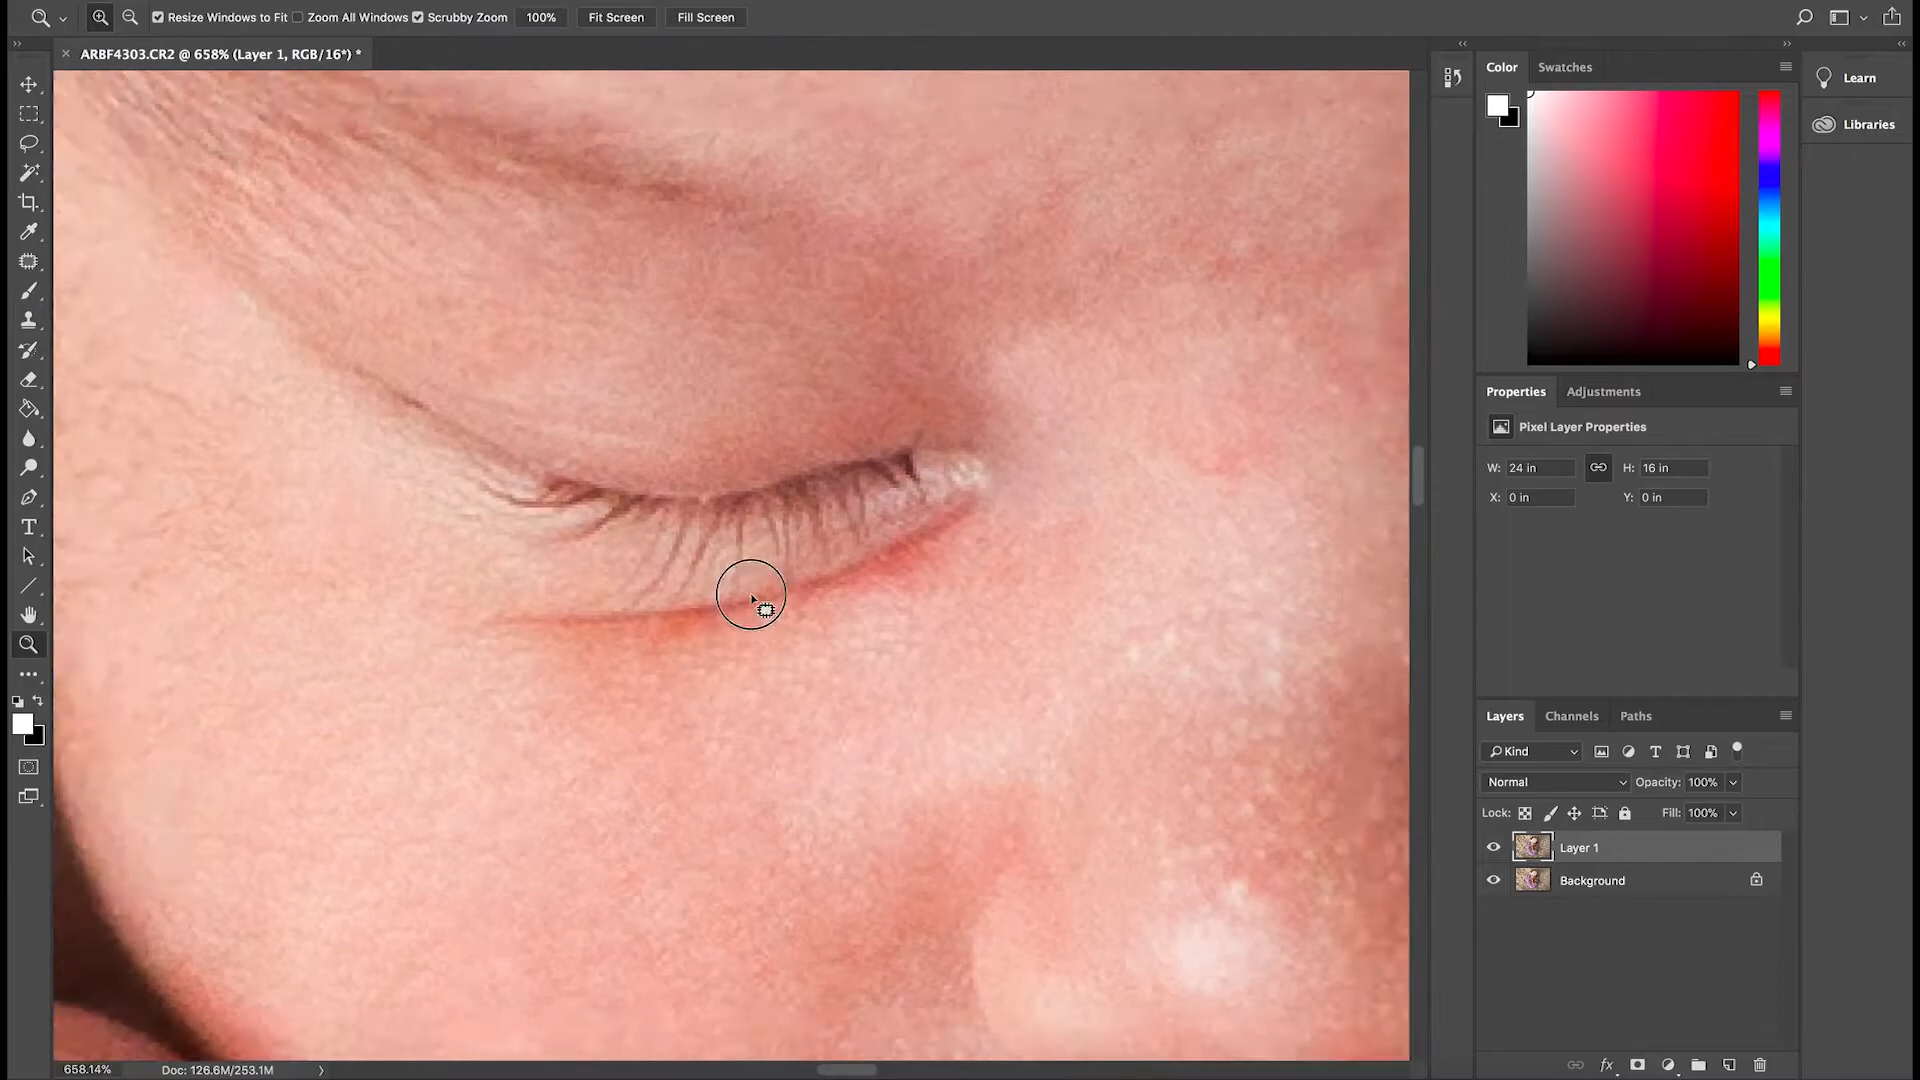 Resize Windows to Fit Zoom All Windows Scrubby Zoom 100% Fit Screen Fill Screen
× ARBF4303.CR2 @ 658% (Layer 1, RGB/16*) *
Color Swatches
Learn
Libraries
Properties Adjustments
Pixel Layer Properties
W: 24 in H: 16 in
X: 0 in Y: 0 in
Layers Channels Paths
Kind
Normal Opacity: 100%
Lock: Fill: 100%
Layer 1
Background
fx
658.14% Doc: 126.6M/253.1M